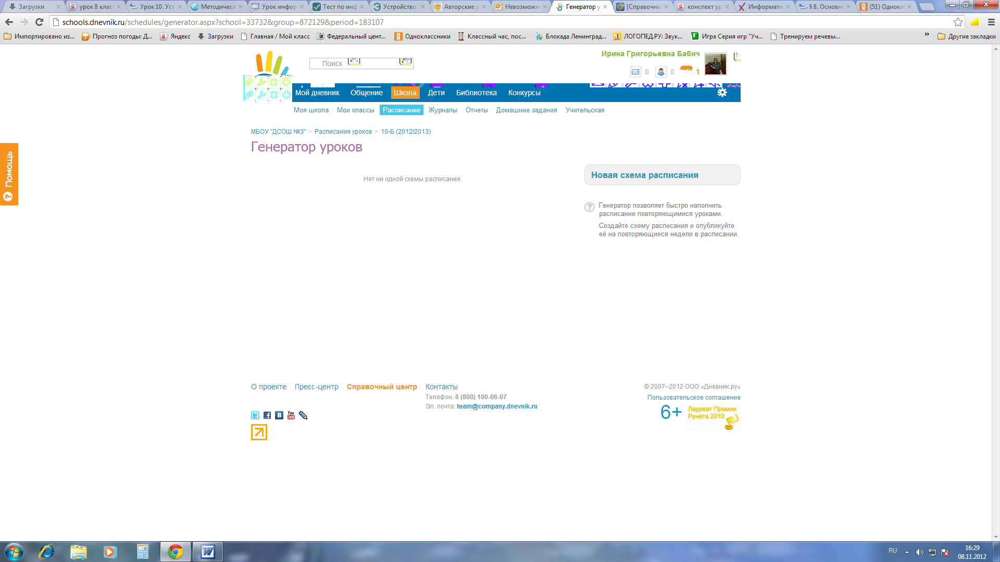 Загрузки
урок 8 клас
Урок 10. Уст
Методическ
Урок инфор
Тест по инф
Устройство
Авторские у
Невозможн
Генератор у
[Справочны
конспект ур
Информати
§ 8. Основн
(51) Однокл
schools.dnevnik.ru/schedules/generator.aspx?school=33732&group=872129&period=183107
Импортировано из...
Прогноз погоды: Д...
Яндекс
Загрузки
Главная / Мой класс
Федеральный цент...
Одноклассники
Классный час, пос...
Блокада Ленинград...
ЛОГОПЕД.РУ: Звук...
Игра Серия игр "Уч...
Тренируем речевы...
»
Другие закладки
Поиск
Ирина Григорьевна Бабич
0 0 1
Мой дневник Общение Школа Дети Библиотека Конкурсы
Моя школа Мои классы Расписание Журналы Отчеты Домашние задания Учительская
МБОУ "ДСОШ №3" > Расписания уроков > 10-Б (2012/2013)
Генератор уроков
Помощь
Нет ни одной схемы расписания.
Новая схема расписания
Генератор позволяет быстро наполнить
расписание повторяющимися уроками.
Создайте схему расписания и опубликуйте
её на повторяющиеся недели в расписании.
О проекте Пресс-центр Справочный центр Контакты
Телефон: 8 (800) 100-06-07
Эл. почта: team@company.dnevnik.ru
You
Tube
© 2007–2012 ООО «Дневник.ру»
Пользовательское соглашение
6+
Лауреат Премии
Рунета 2010
RU
16:29
08.11.2012